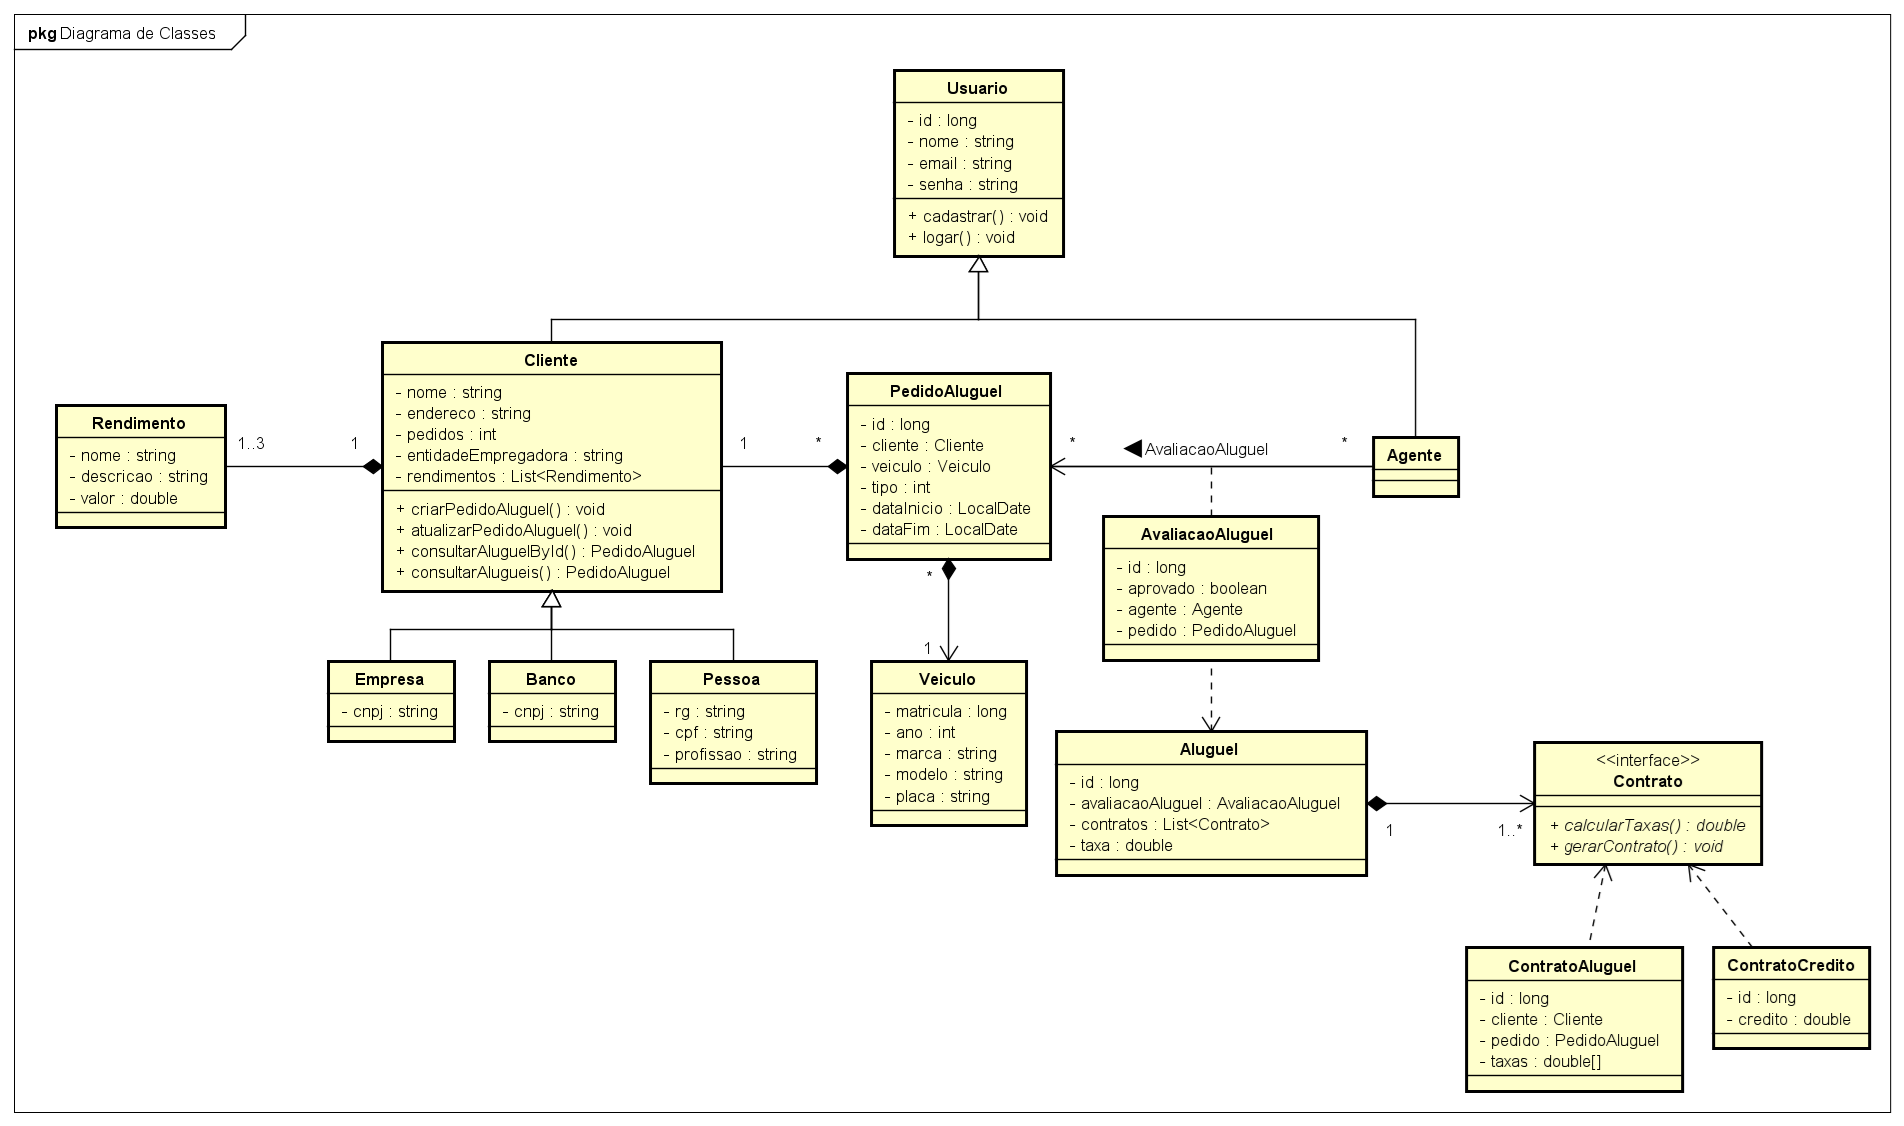 pkg Diagrama de Classes
Usuario
- id : long
- nome : string
- email : string
- senha : string
+ cadastrar() : void
+ logar() : void
Cliente
- nome : string
- endereco : string
- pedidos : int
- entidadeEmpregadora : string
- rendimentos : List<Rendimento>
+ criarPedidoAluguel() : void
+ atualizarPedidoAluguel() : void
+ consultarAluguelById() : PedidoAluguel
+ consultarAlugueis() : PedidoAluguel
Rendimento
- nome : string
- descricao : string
- valor : double
1..3
1
1
*
PedidoAluguel
- id : long
- cliente : Cliente
- veiculo : Veiculo
- tipo : int
- dataInicio : LocalDate
- dataFim : LocalDate
*
AvaliacaoAluguel
*
Agente
AvaliacaoAluguel
- id : long
- aprovado : boolean
- agente : Agente
- pedido : PedidoAluguel
*
1
Empresa
- cnpj : string
Banco
- cnpj : string
Pessoa
- rg : string
- cpf : string
- profissao : string
Veiculo
- matricula : long
- ano : int
- marca : string
- modelo : string
- placa : string
Aluguel
- id : long
- avaliacaoAluguel : AvaliacaoAluguel
- contratos : List<Contrato>
- taxa : double
1
1..*
<<interface>>
Contrato
+ calcularTaxas() : double
+ gerarContrato() : void
ContratoAluguel
- id : long
- cliente : Cliente
- pedido : PedidoAluguel
- taxas : double[]
ContratoCredito
- id : long
- credito : double